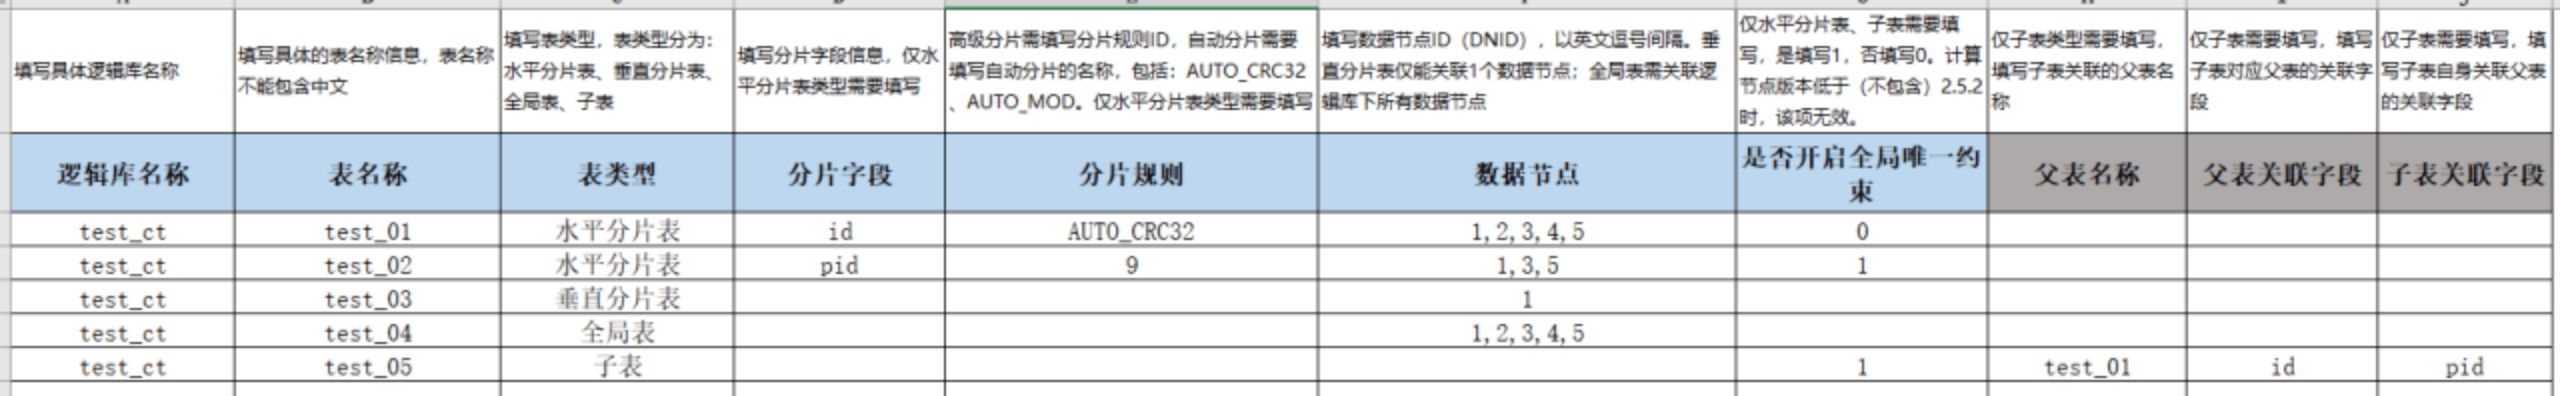 填写具体逻辑库名称
填写具体的表名称信息，表名称
不能包含中文
填写表类型，表类型分为：
水平分片表、垂直分片表、
全局表、子表
填写分片字段信息，仅水
平分片表类型需要填写
高级分片需填写分片规则ID，自动分片需要
填写自动分片的名称，包括：AUTO_CRC32
、AUTO_MOD。仅水平分片表类型需要填写
填写数据节点ID（DNID），以英文逗号间隔。垂
直分片表仅能关联1个数据节点；全局表需关联逻
辑库下所有数据节点
仅水平分片表、子表需要填
写，是填写1，否填写0。计算
节点版本低于（不包含）2.5.2
时，该项无效。
仅子表类型需要填写，
填写子表关联的父表名
称
仅子表需要填写，填写
子表对应父表的关联字
段
仅子表需要填写，填
写子表自身关联父表
的关联字段
逻辑库名称 表名称 表类型 分片字段 分片规则 数据节点 是否开启全局唯一约
束 父表名称 父表关联字段 子表关联字段
test_ct test_01 水平分片表 id AUTO_CRC32 1,2,3,4,5 0
test_ct test_02 水平分片表 pid 9 1,3,5 1
test_ct test_03 垂直分片表 1
test_ct test_04 全局表 1,2,3,4,5
test_ct test_05 子表 1 test_01 id pid